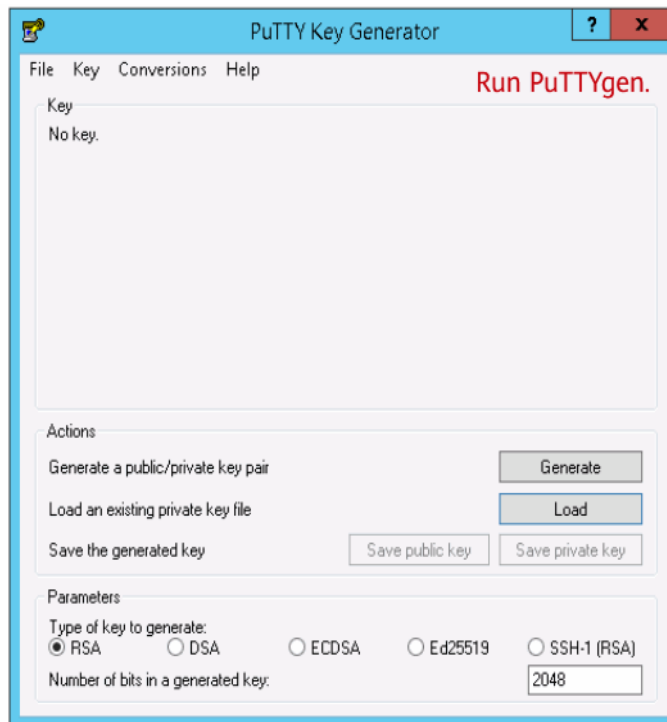 PuTTY Key Generator
?
x
File Key Conversions Help
Run PuTTYgen.
Key
No key.
Actions
Generate a public/private key pair
Generate
Load an existing private key file
Load
Save the generated key
Save public key
Save private key
Parameters
Type of key to generate:
RSA DSA ECDSA Ed25519 SSH-1 (RSA)
Number of bits in a generated key:
2048